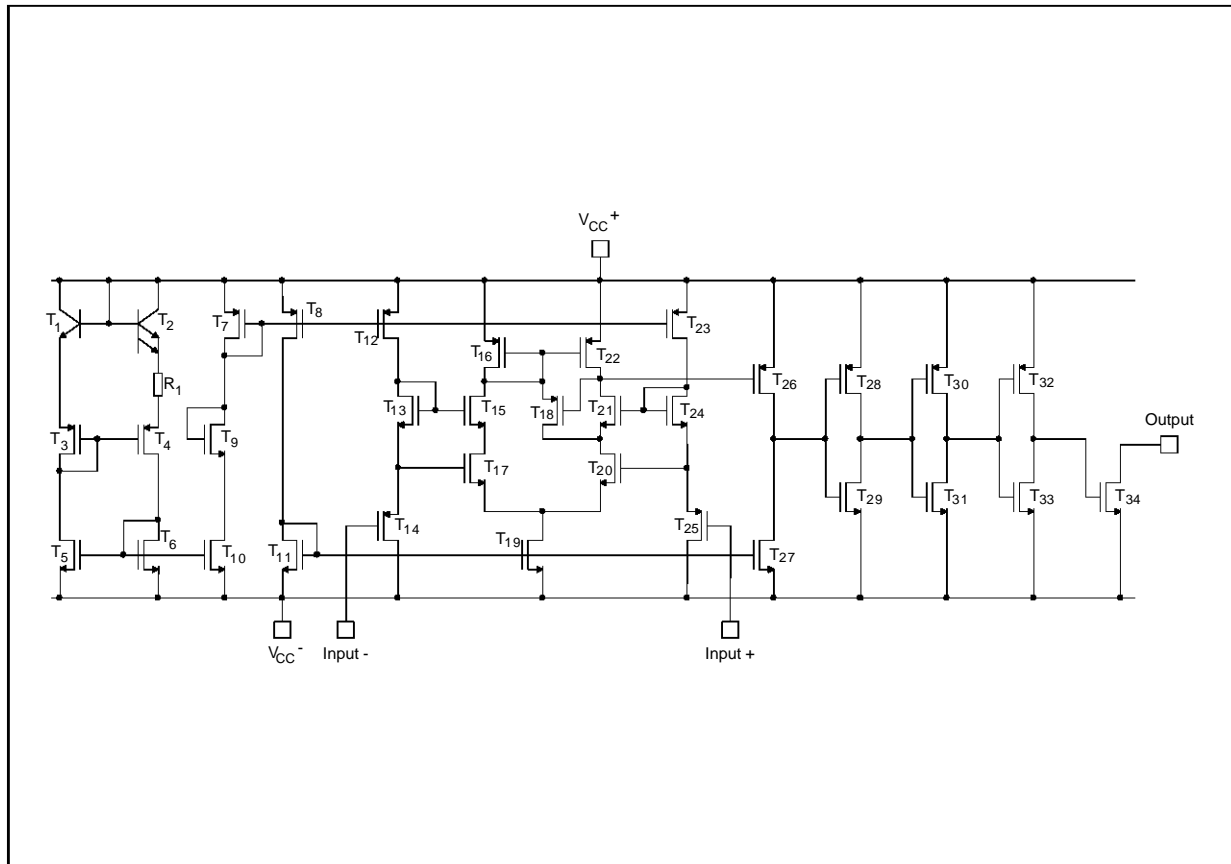 VCC+
T1
T2
T7
T8
T12
T23
T16
T22
R1
T26
T28
T30
T32
T13
T15
T18
T21
T24
T3
T4
T9
Output
T17
T20
T29
T31
T33
T34
T14
T25
T5
T6
T10
T11
T19
T27
VCC-
Input -
Input +